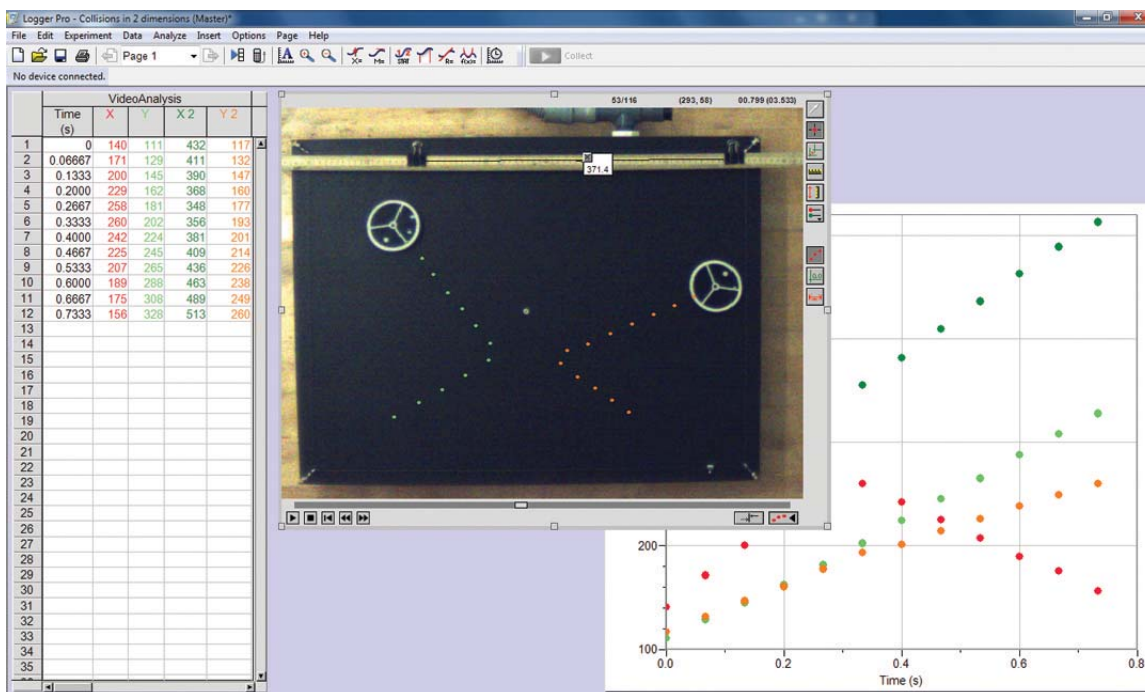 Logger Pro - Collisions in 2 dimensions (Master)*
File Edit Experiment Data Analyze Insert Options Page Help
Page 1
Collect
No device connected.
VideoAnalysis
Time (s) X Y X 2 Y 2
1 0 140 111 432 117
2 0.06667 171 129 411 132
3 0.1333 200 145 390 147
4 0.2000 229 162 368 160
5 0.2667 258 181 348 177
6 0.3333 260 202 356 193
7 0.4000 242 224 381 201
8 0.4667 225 245 409 214
9 0.5333 207 265 436 226
10 0.6000 189 288 463 238
11 0.6667 175 308 489 249
12 0.7333 156 328 513 260
13
14
15
16
17
18
19
20
21
22
23
24
25
26
27
28
29
30
31
32
33
34
35
53/116 (293, 58) 00.799 (03.533)
371.4
200
100
0.0 0.2 0.4 0.6 0.8
Time (s)